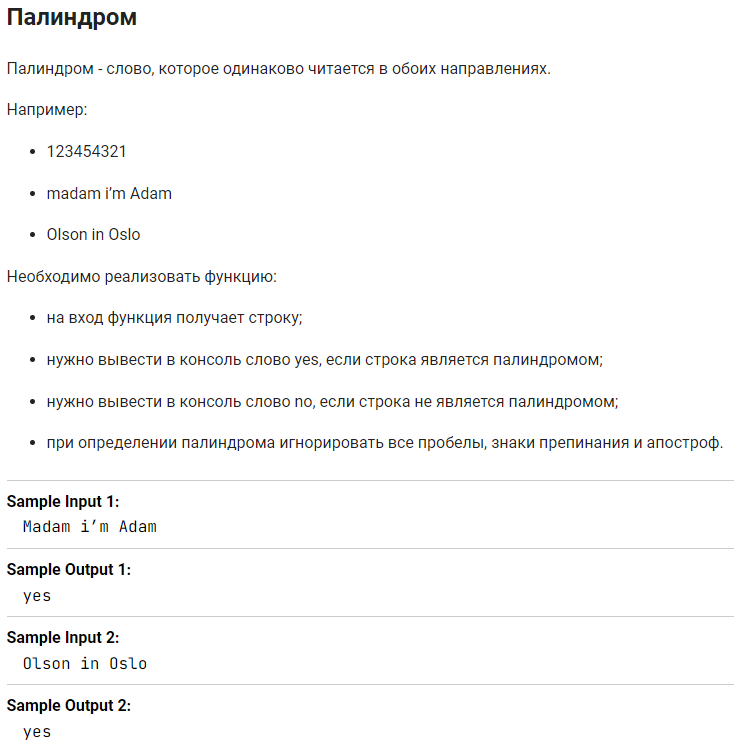 Палиндром
Палиндром - слово, которое одинаково читается в обоих направлениях.
Например:
• 123454321
• madam i’m Adam
• Olson in Oslo
Необходимо реализовать функцию:
• на вход функция получает строку;
• нужно вывести в консоль слово yes, если строка является палиндромом;
• нужно вывести в консоль слово no, если строка не является палиндромом;
• при определении палиндрома игнорировать все пробелы, знаки препинания и апостроф.
Sample Input 1:
Madam i’m Adam
Sample Output 1:
yes
Sample Input 2:
Olson in Oslo
Sample Output 2:
yes